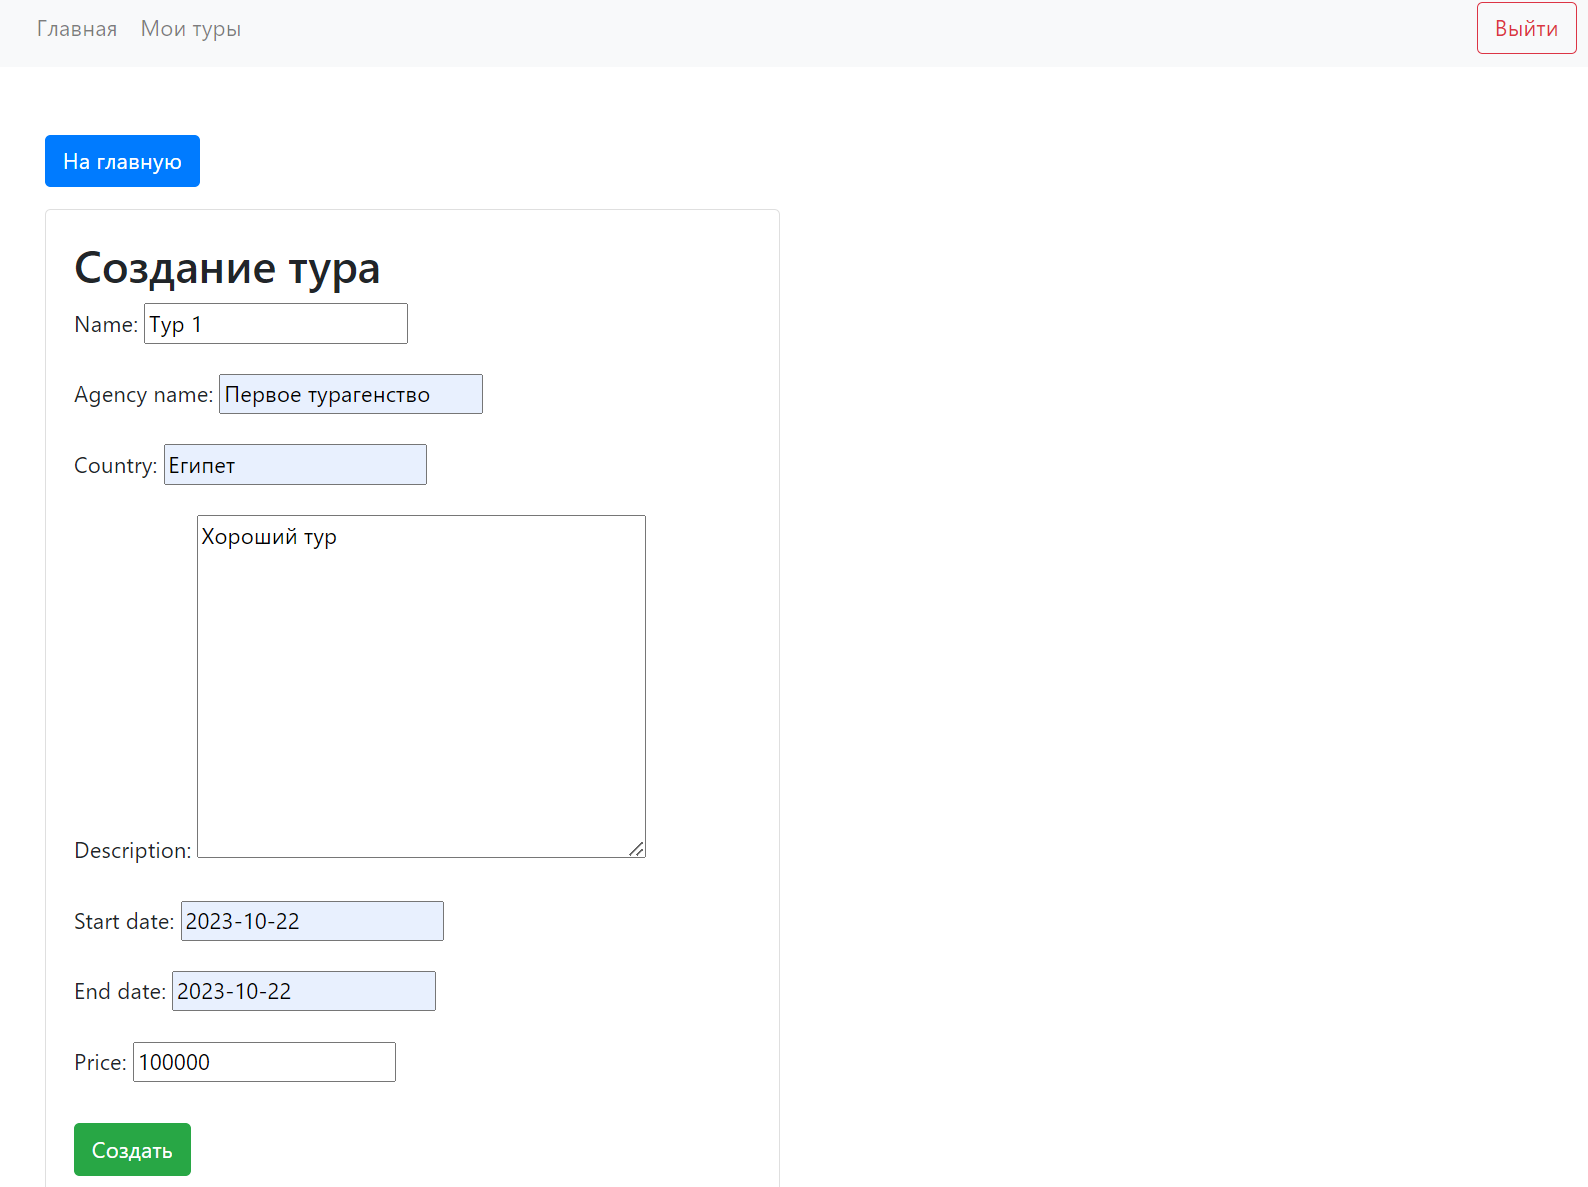 Главная Мои туры Выйти
На главную
Создание тура
Name: Тур 1
Agency name: Первое турагенство
Country: Египет
Хороший тур
Description:
Start date: 2023-10-22
End date: 2023-10-22
Price: 100000
Создать